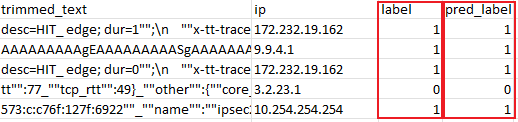 trimmed_text ip label pred_label
desc=HIT_ edge; dur=1"";\n ""x-tt-trace 172.232.19.162 1 1
AAAAAAAAAgEAAAAAAAASgAAAAAAA 9.9.4.1 1 1
desc=HIT_ edge; dur=0"";\n ""x-tt-trace 172.232.19.162 1 1
tt"":77_""tcp_rtt"":49}_""other"":{""core_ 3.2.23.1 0 0
573:c:c76f:127f:6922""_""name"":""ipsec 10.254.254.254 1 1